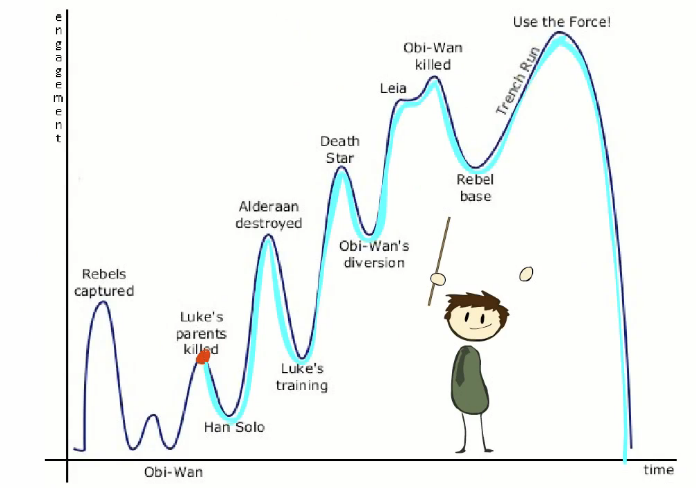 engagement
Use the Force!
Obi-Wan
killed
Leia
Trench Run
Death
Star
Rebel
base
Alderaan
destroyed
Obi-Wan's
diversion
Rebels
captured
Luke's
parents
killed
Luke's
training
Han Solo
Obi-Wan
time